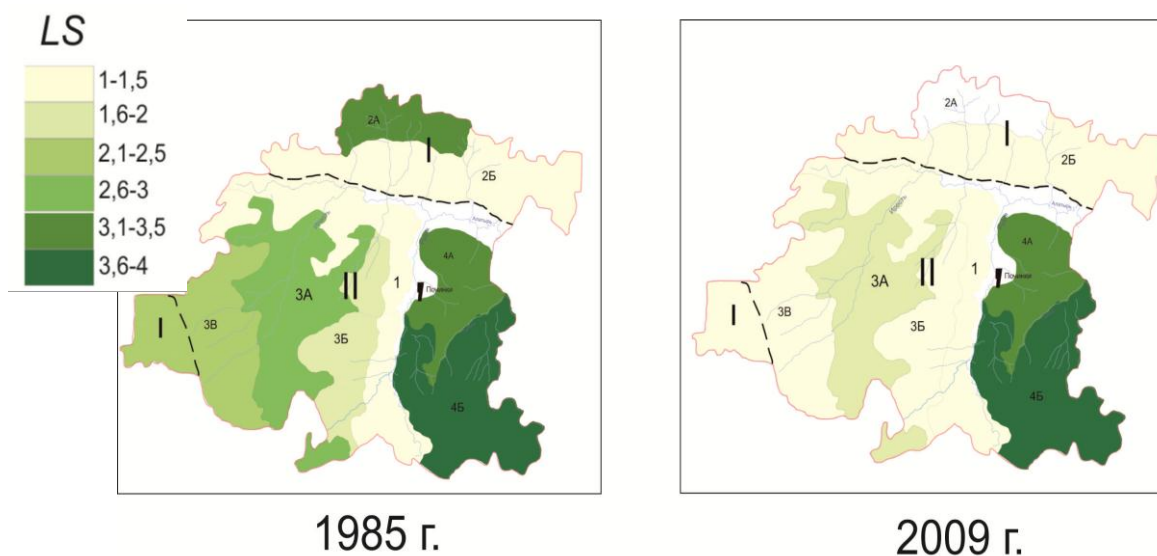 LS
1-1,5
1,6-2
2,1-2,5
2,6-3
3,1-3,5
3,6-4
2А
I
2Б
4А
3А
II
1
Починки
I
3В
3Б
4Б
1985 г.
2А
I
2Б
4А
3А
II
1
Починки
I
3В
3Б
4Б
2009 г.